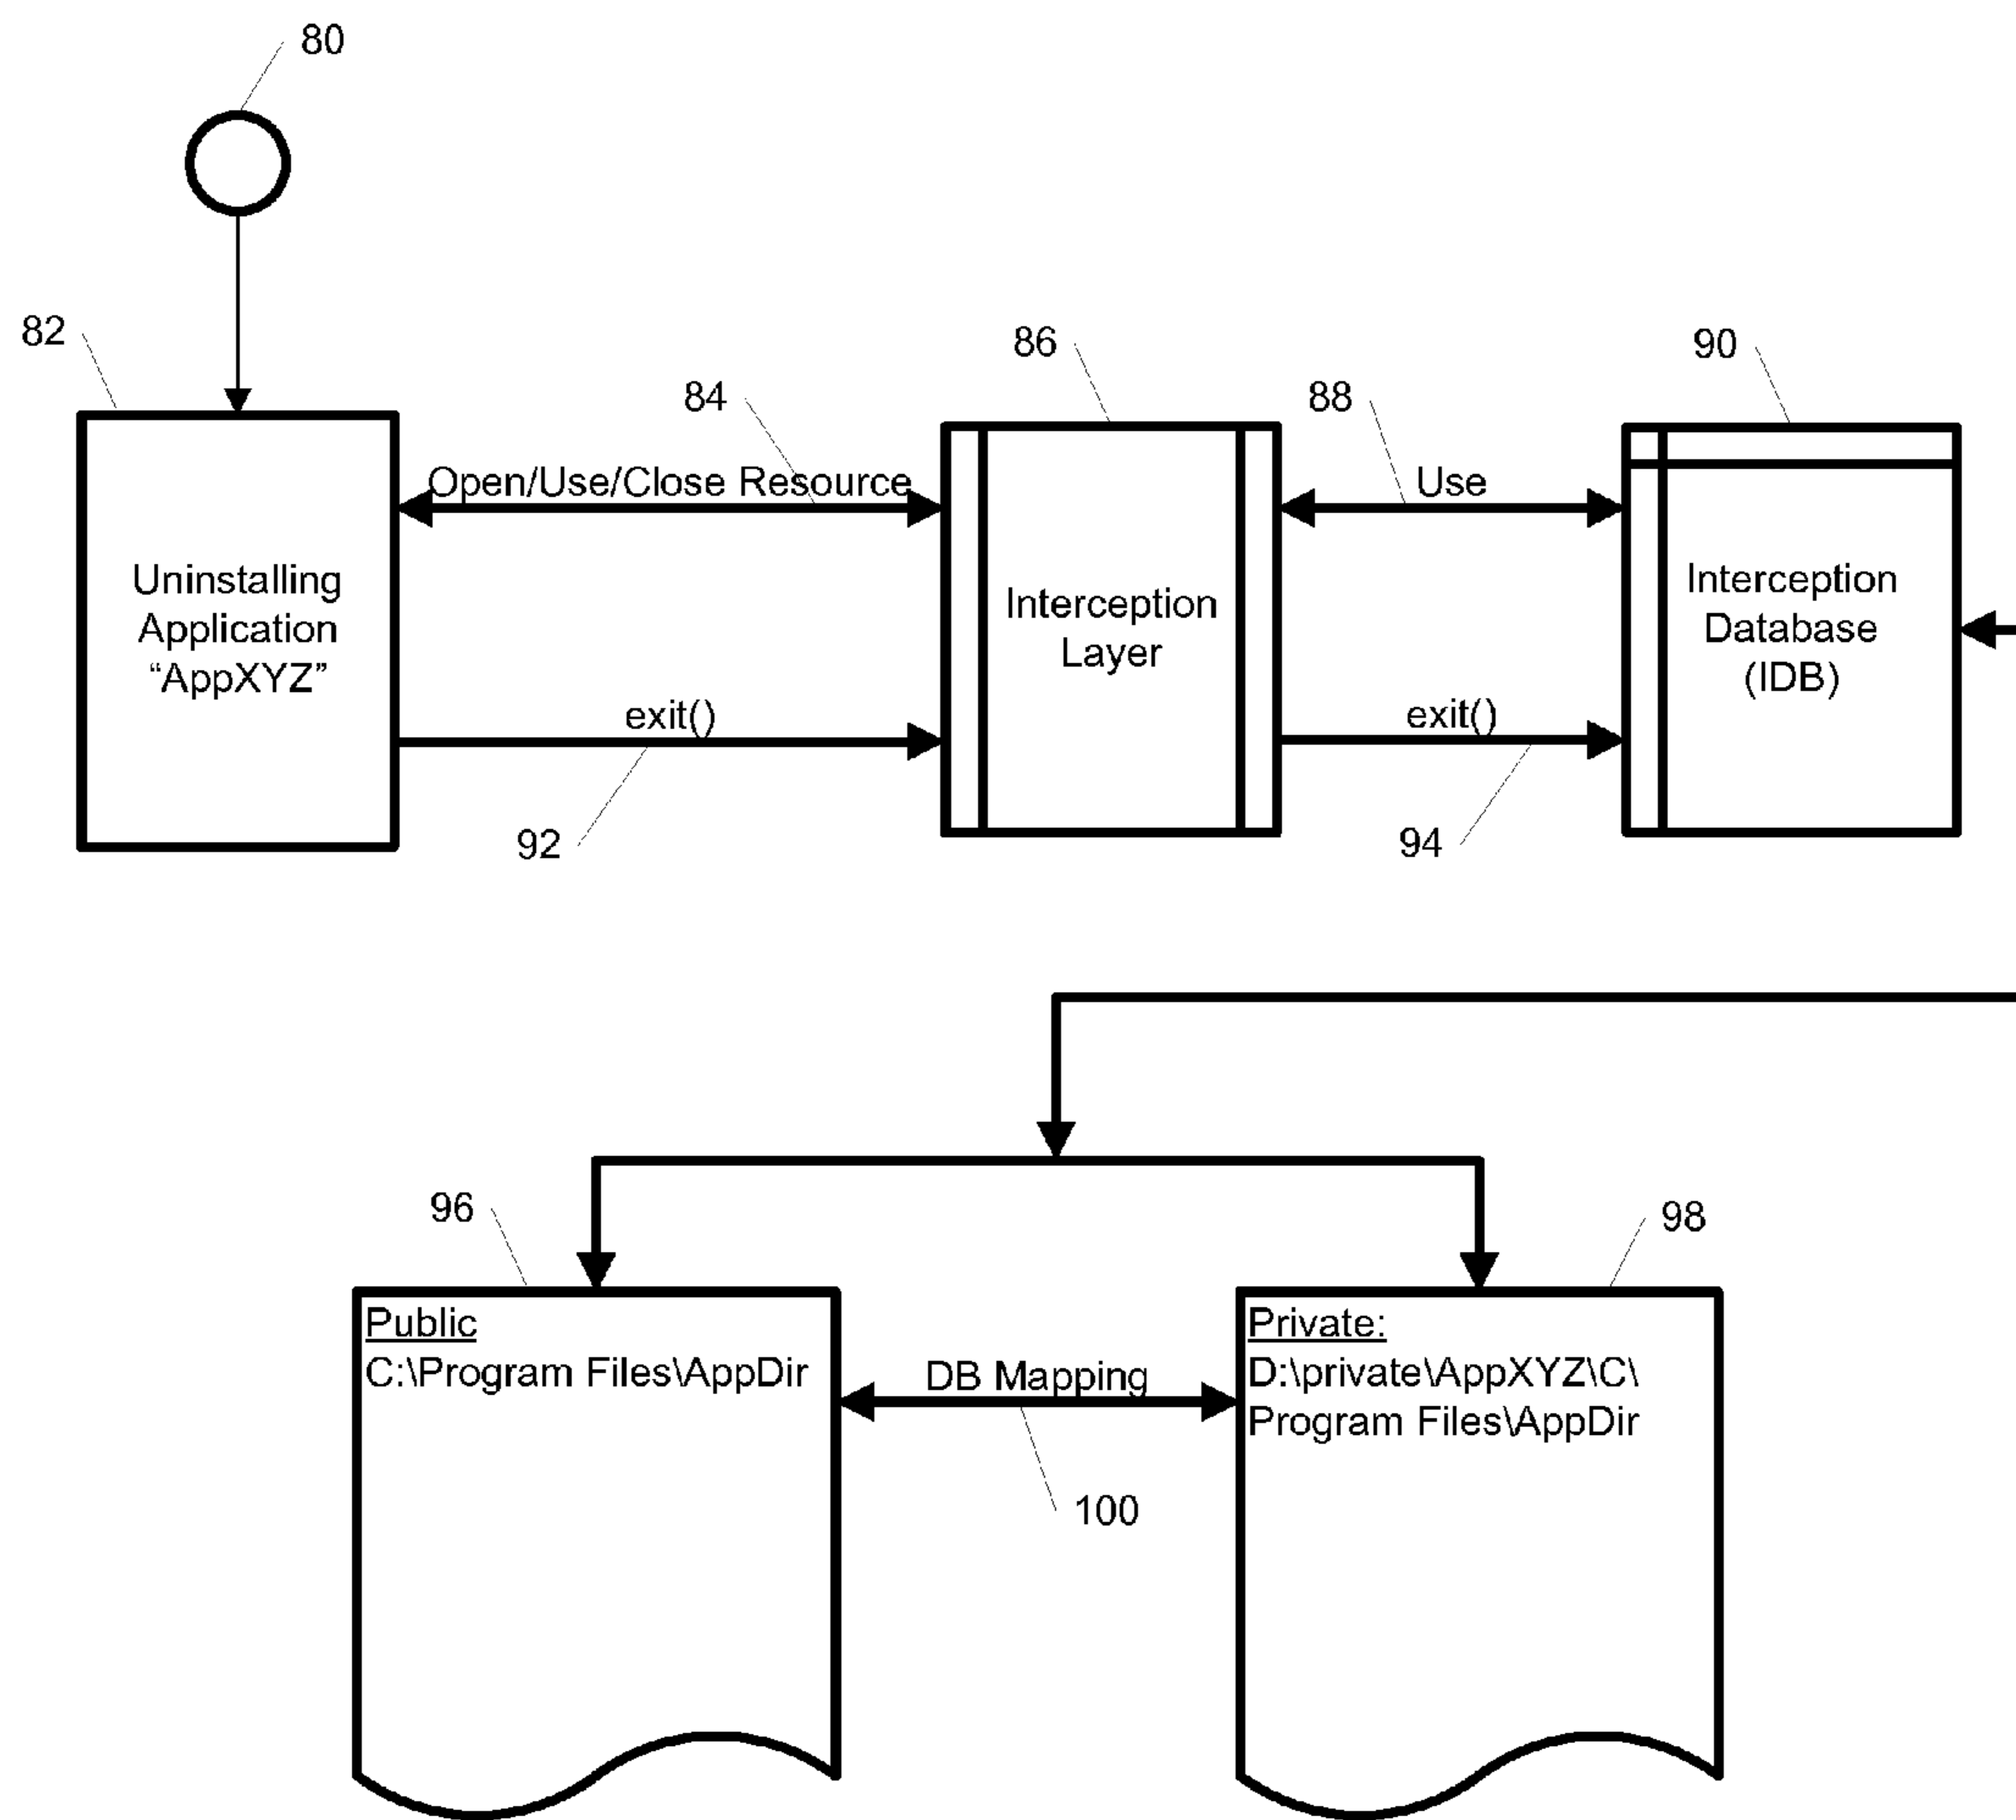 80
82
86
90
84
88
Open/Use/Close Resource
Use
Uninstalling
Application
“AppXYZ”
Interception
Layer
Interception
Database
(IDB)
exit()
exit()
92
94
96
98
Public
C:\Program Files\AppDir
DB Mapping
Private:
D:\private\AppXYZ\C\
Program Files\AppDir
100